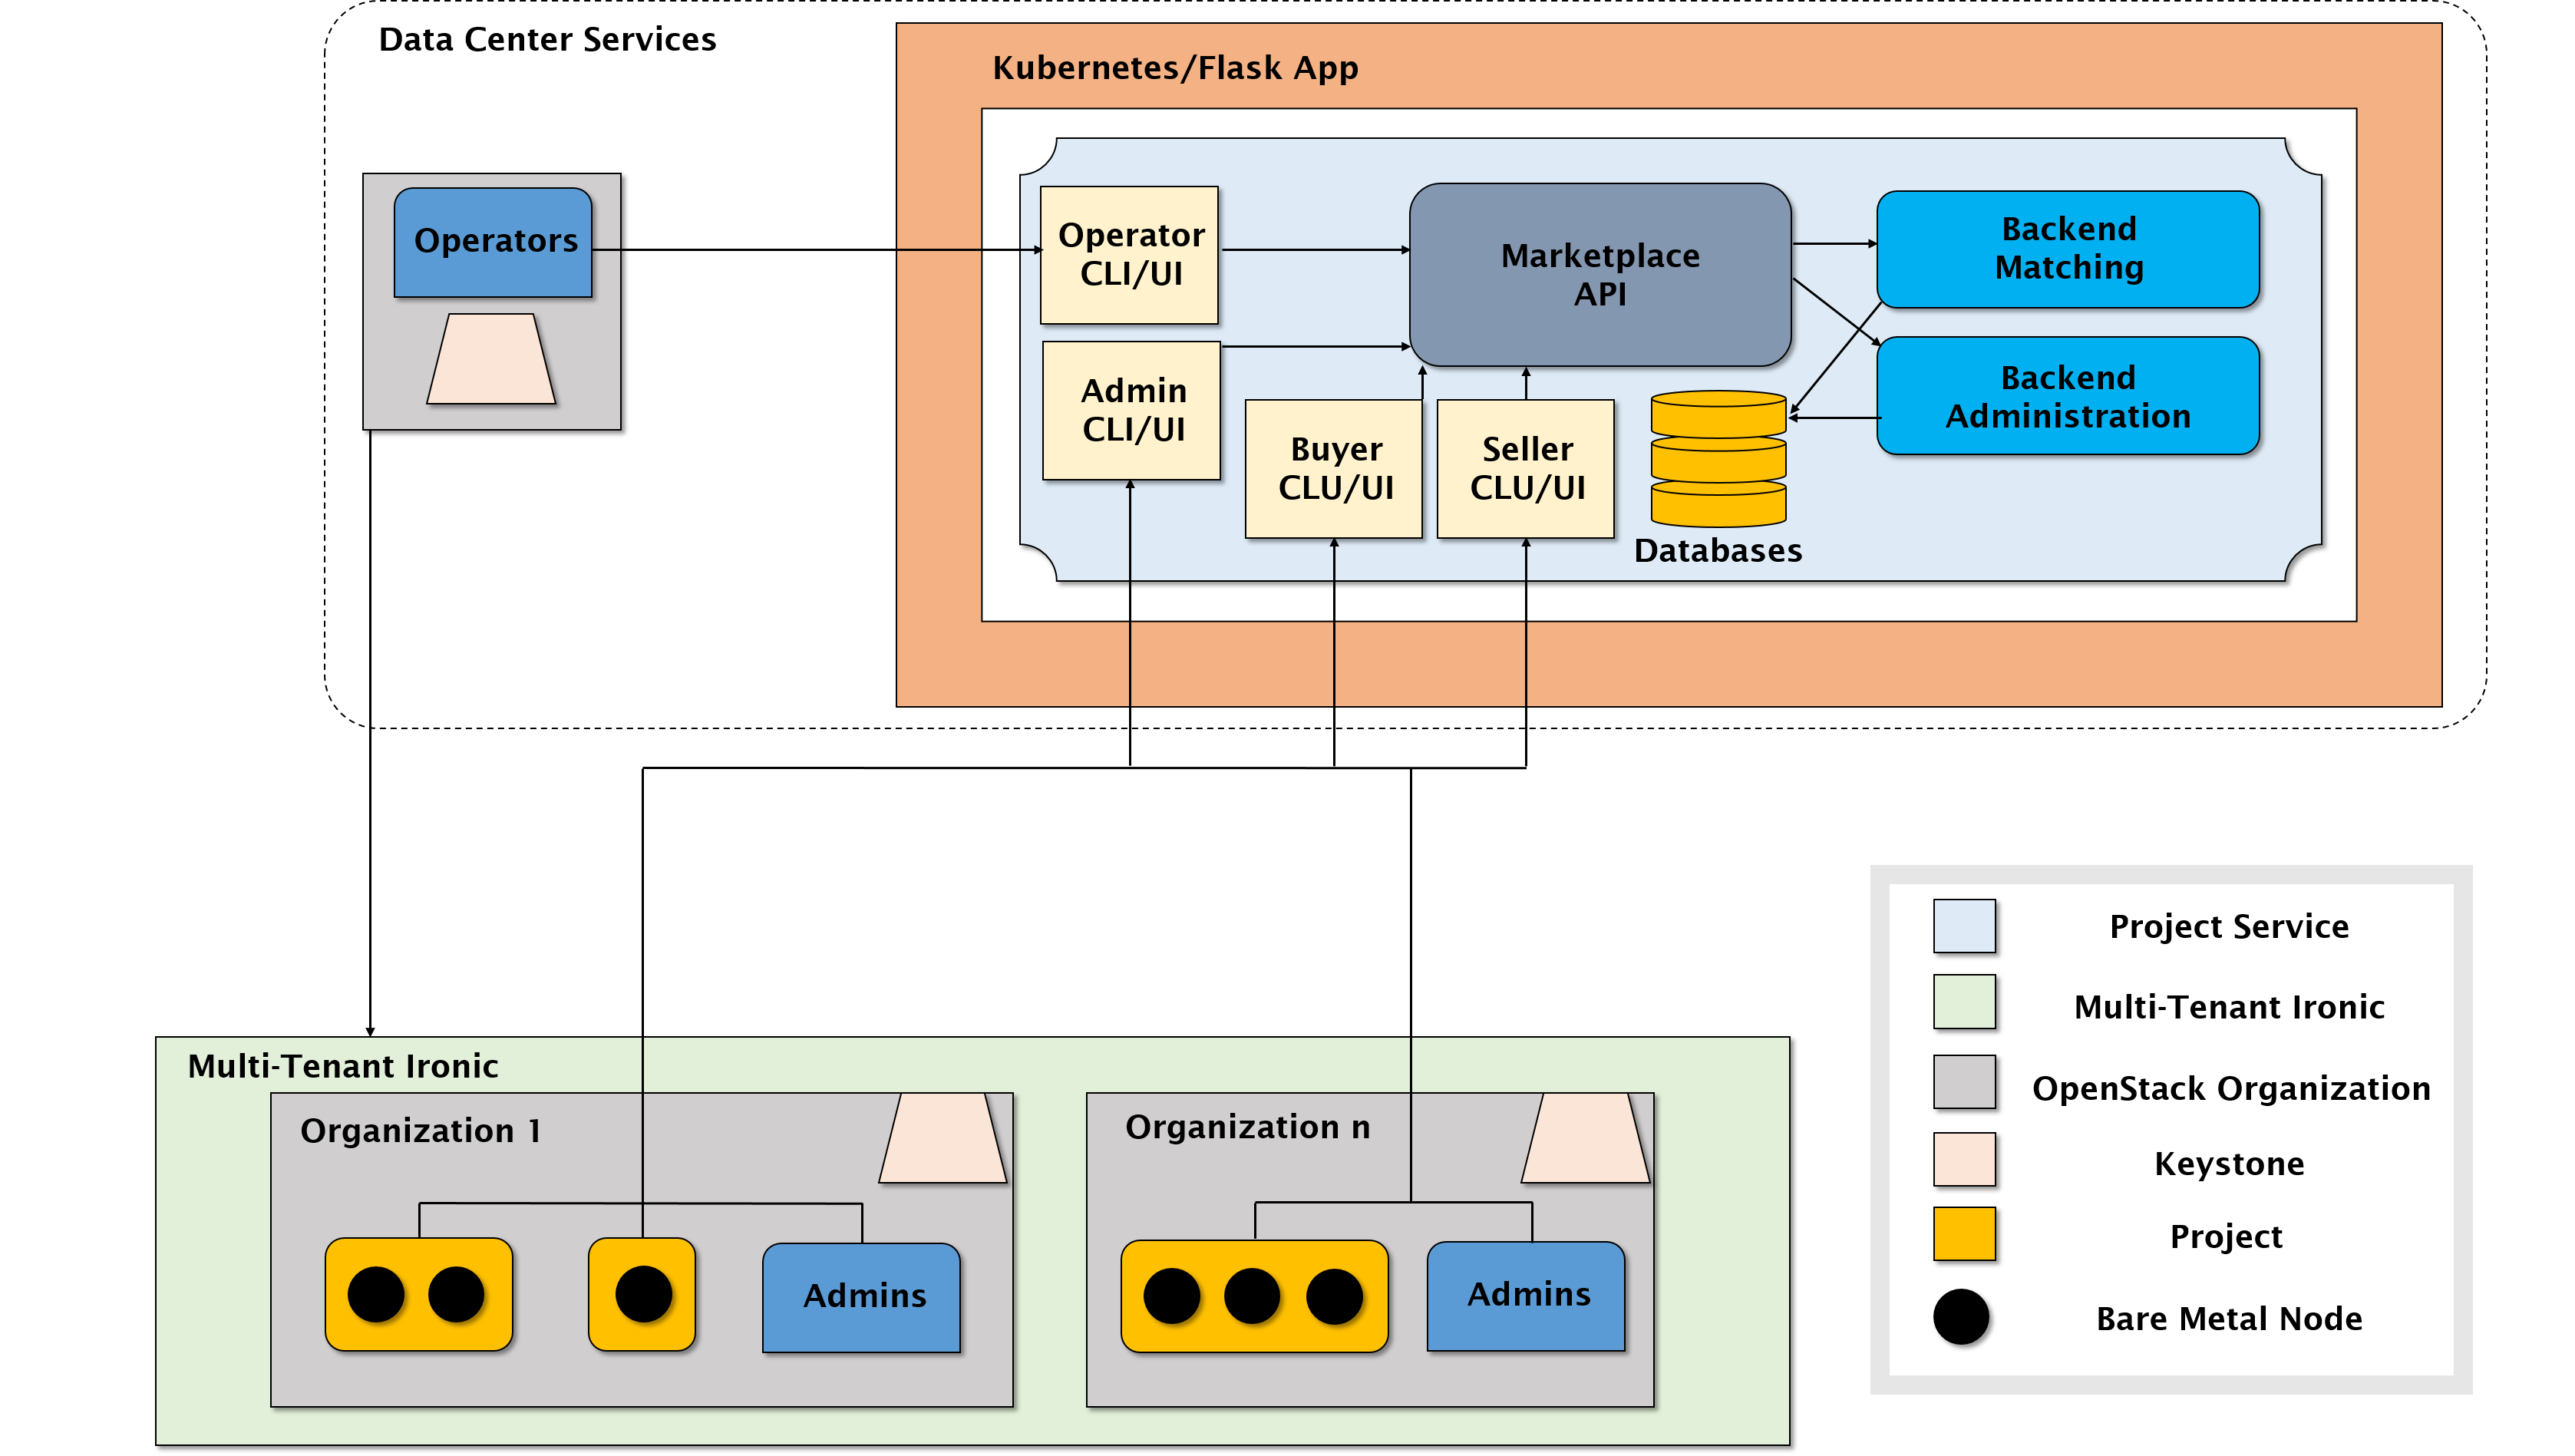 Data Center Services
Kubernetes/Flask App
Operators
Operator
CLI/UI
Marketplace
API
Backend
Matching
Admin
CLI/UI
Backend
Administration
Buyer
CLU/UI
Seller
CLU/UI
Databases
Project Service
Multi-Tenant Ironic
OpenStack Organization
Keystone
Project
Bare Metal Node
Multi-Tenant Ironic
Organization 1
Organization n
Admins
Admins